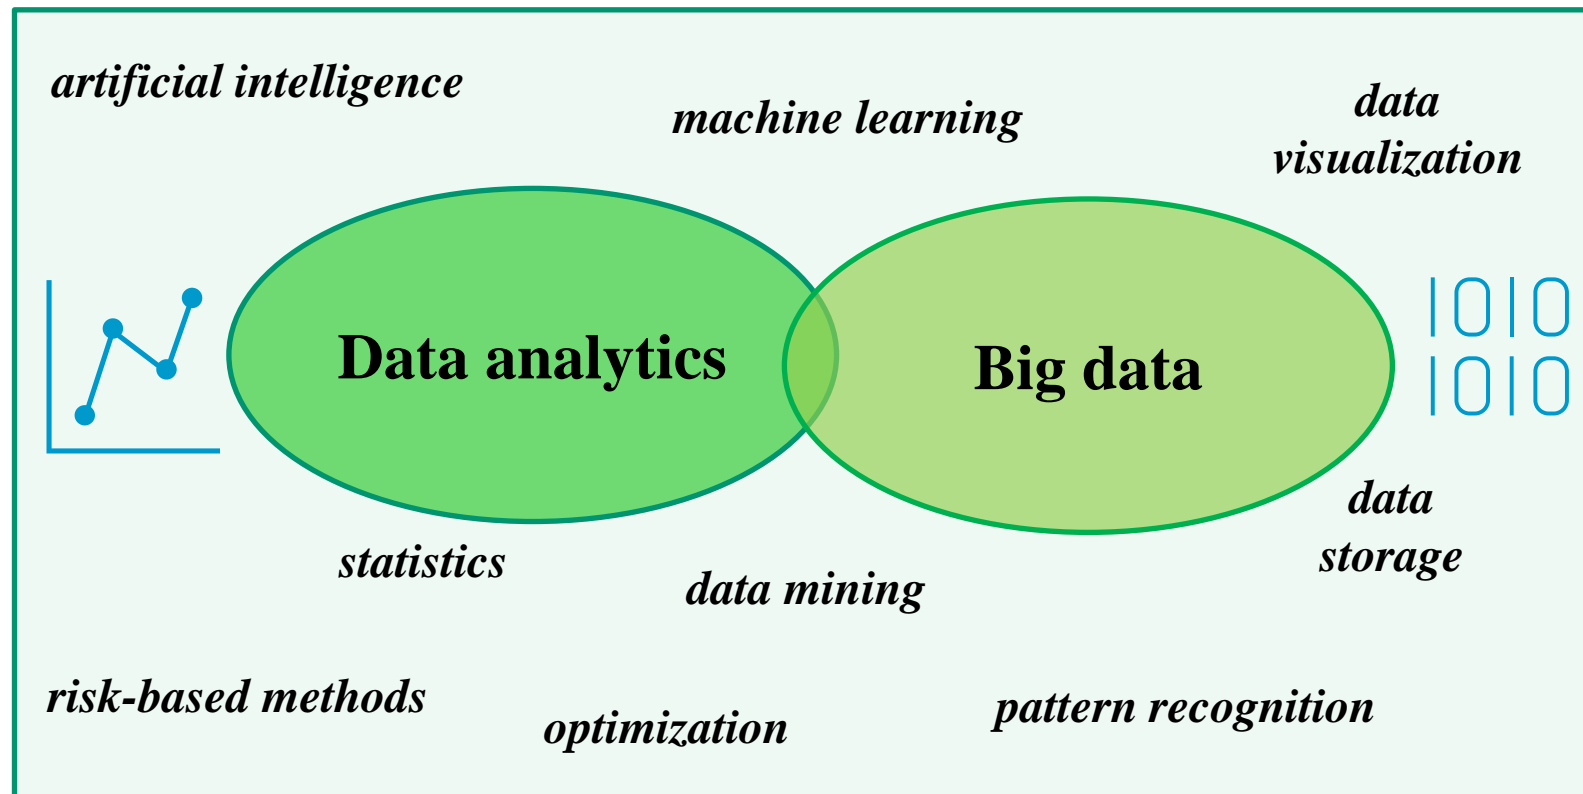 artificial intelligence
machine learning
data
visualization
Data analytics
Big data
1010
1010
data
storage
statistics
data mining
risk-based methods
optimization
pattern recognition